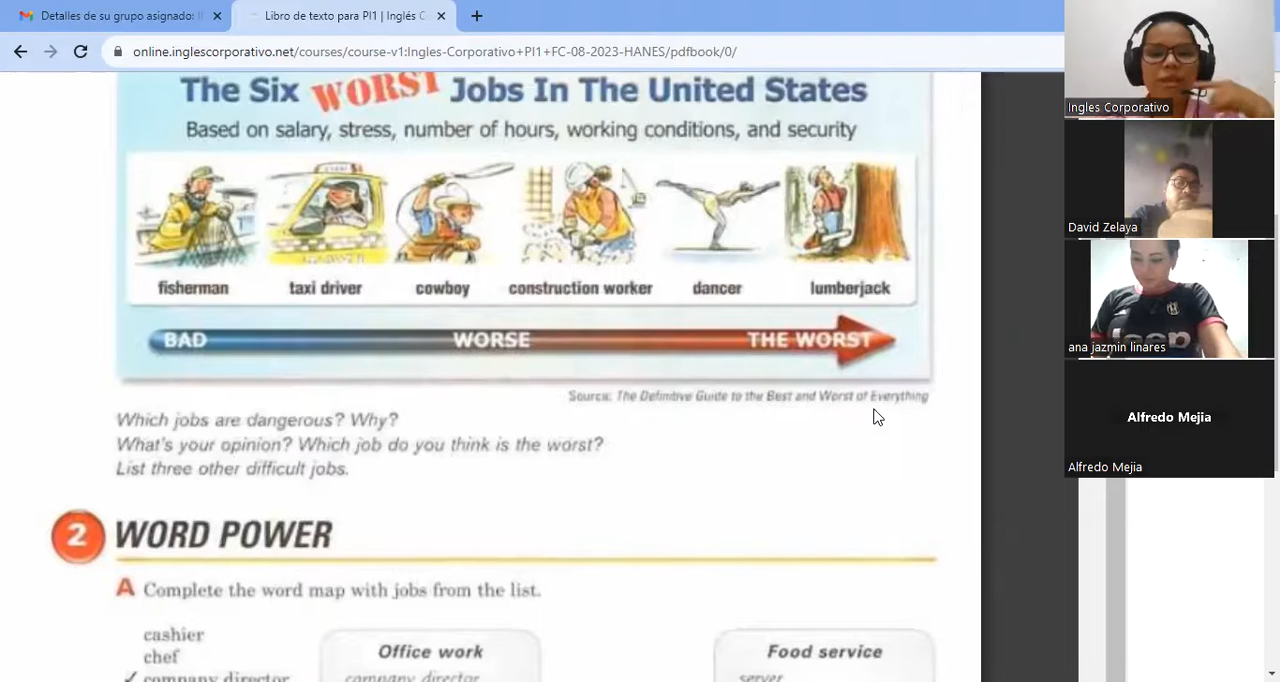 Detalles de su grupo asignado: I
Libro de texto para PI1 | Inglés C
online.inglescorporativo.net/courses/course-v1:Ingles-Corporativo+PI1+FC-08-2023-HANES/pdfbook/0/
The Six WORST Jobs In The United States
Based on salary, stress, number of hours, working conditions, and security
fisherman taxi driver cowboy construction worker dancer lumberjack
BAD WORSE THE WORST
Source: The Definitive Guide to the Best and Worst of Everything
Which jobs are dangerous? Why?
What's your opinion? Which job do you think is the worst?
List three other difficult jobs.
2 WORD POWER
A Complete the word map with jobs from the list.
cashier
chef
✓ company director
Office work
company director
Food service
server
Ingles Corporativo
David Zelaya
ana jazmin linares
Jeep
Alfredo Mejia
Alfredo Mejia